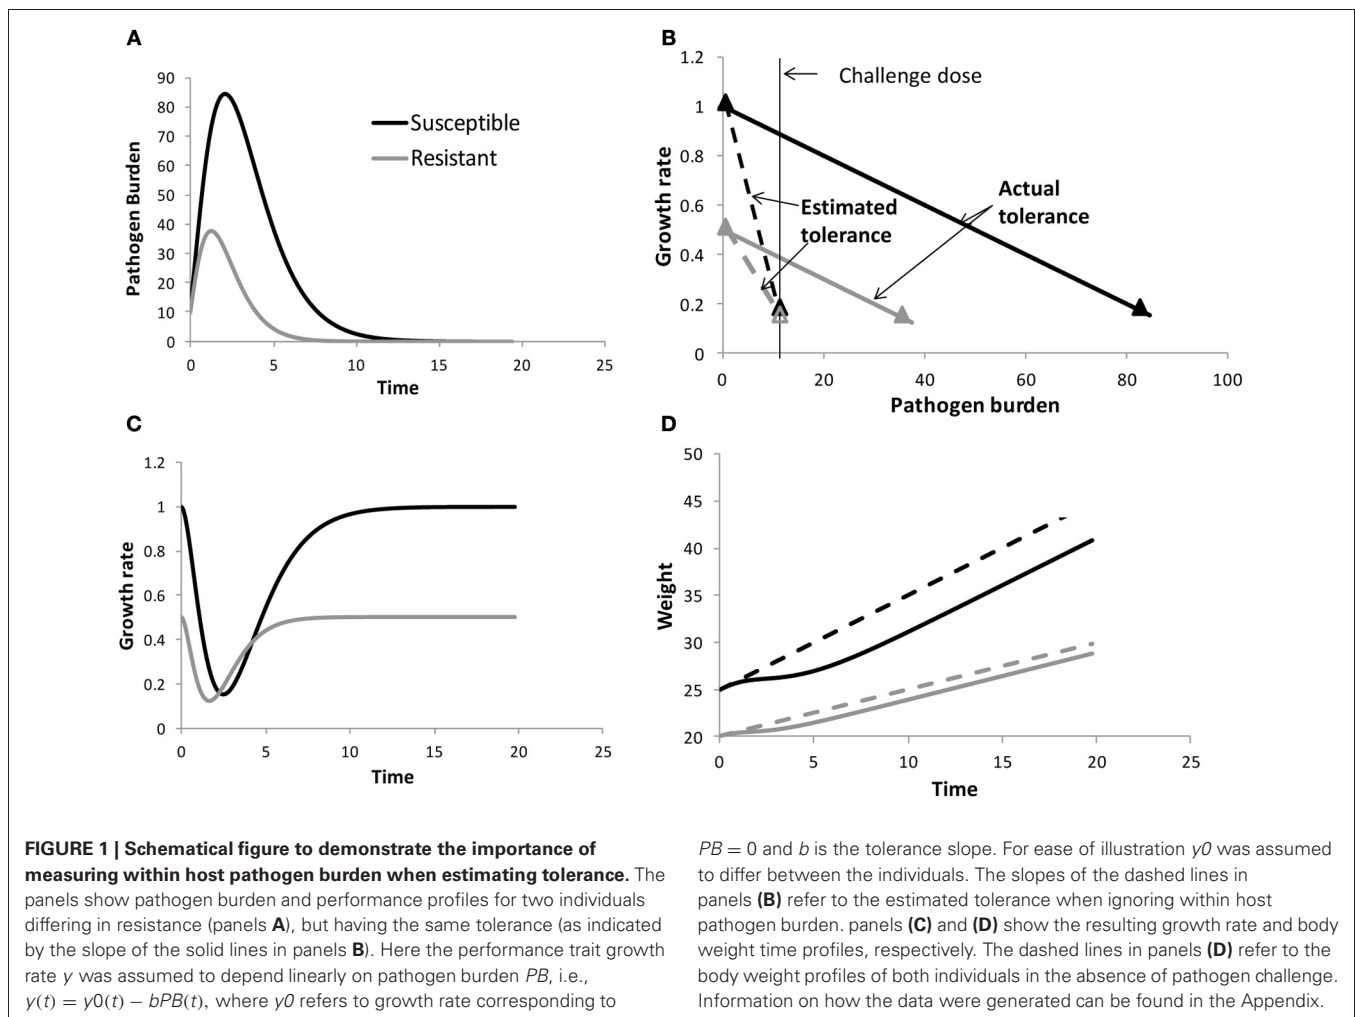 A
90
80
70
60
50
40
30
20
10
0
Pathogen Burden
Susceptible
Resistant
0 5 10 15 20 25
Time
B
1.2
1
0.8
0.6
0.4
0.2
0
Growth rate
Challenge dose
Estimated
tolerance
Actual
tolerance
0 20 40 60 80 100
Pathogen burden
C
1.2
1
0.8
0.6
0.4
0.2
0
Growth rate
0 5 10 15 20 25
Time
D
50
45
40
35
30
25
20
Weight
0 5 10 15 20 25
Time
FIGURE 1 | Schematical figure to demonstrate the importance of
measuring within host pathogen burden when estimating tolerance. The
panels show pathogen burden and performance profiles for two individuals
differing in resistance (panels A), but having the same tolerance (as indicated
by the slope of the solid lines in panels B). Here the performance trait growth
rate y was assumed to depend linearly on pathogen burden PB, i.e.,
y(t) = y0(t) − bPB(t), where y0 refers to growth rate corresponding to
PB = 0 and b is the tolerance slope. For ease of illustration y0 was assumed
to differ between the individuals. The slopes of the dashed lines in
panels (B) refer to the estimated tolerance when ignoring within host
pathogen burden. panels (C) and (D) show the resulting growth rate and body
weight time profiles, respectively. The dashed lines in panels (D) refer to the
body weight profiles of both individuals in the absence of pathogen challenge.
Information on how the data were generated can be found in the Appendix.